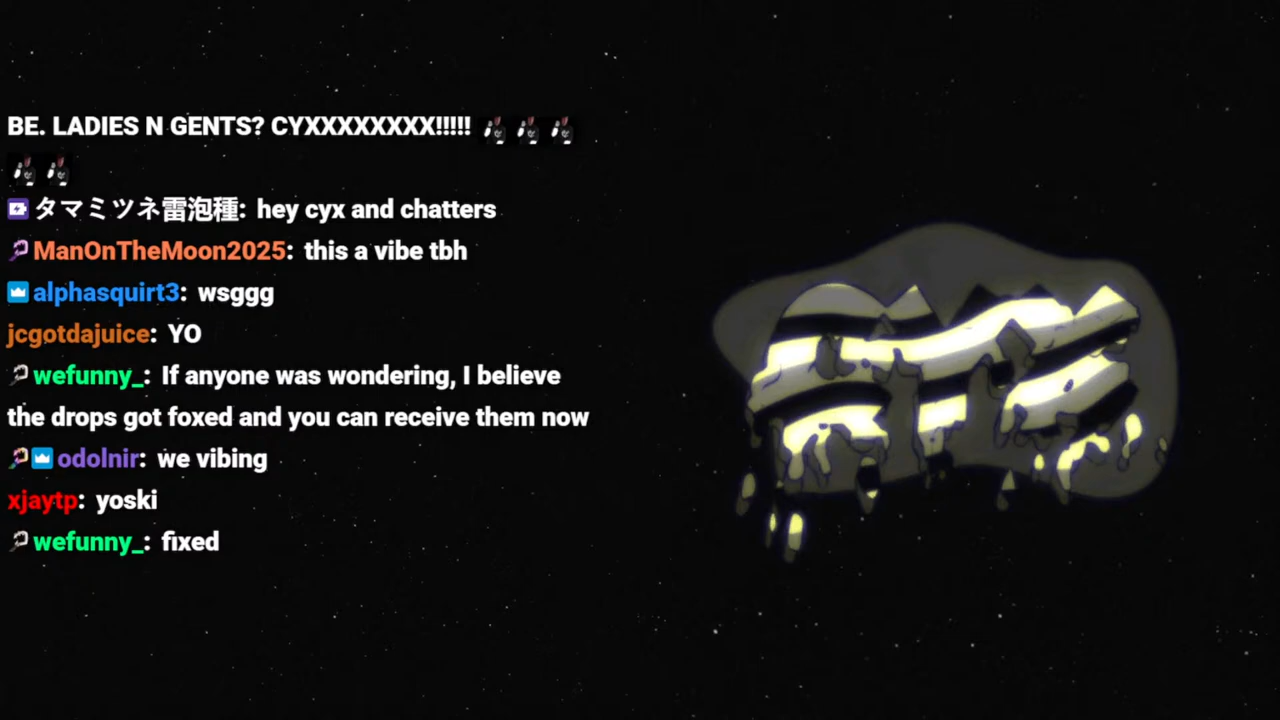 BE. LADIES N GENTS? CYXXXXXXXX!!!!!
タマミツネ雷泡種: hey cyx and chatters
ManOnTheMoon2025: this a vibe tbh
alphasquirt3: wsggg
jcgotdajuice: YO
wefunny_: If anyone was wondering, I believe
the drops got foxed and you can receive them now
odolnir: we vibing
xjaytp: yoski
wefunny_: fixed